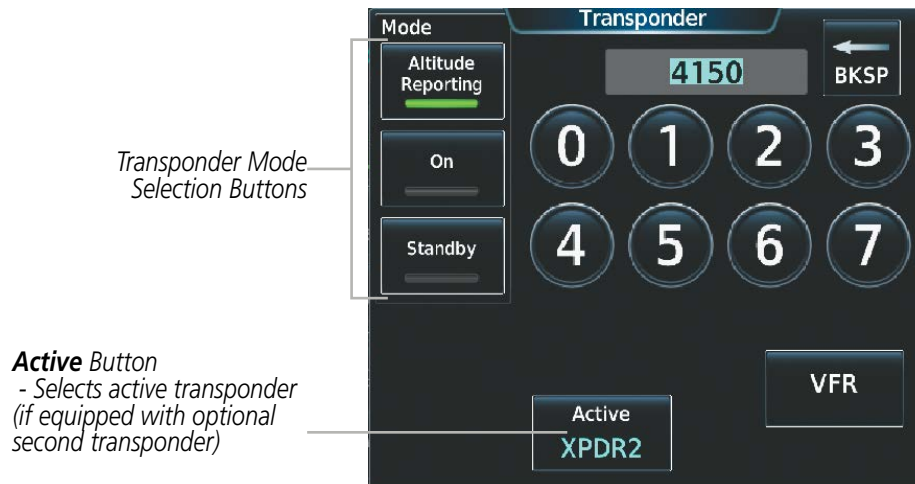 Transponder
Mode
Altitude
Reporting
4150
BKSP
On
0 1 2 3
Transponder Mode
Selection Buttons
Standby
4 5 6 7
Active Button
- Selects active transponder
(if equipped with optional
second transponder)
VFR
Active
XPDR2